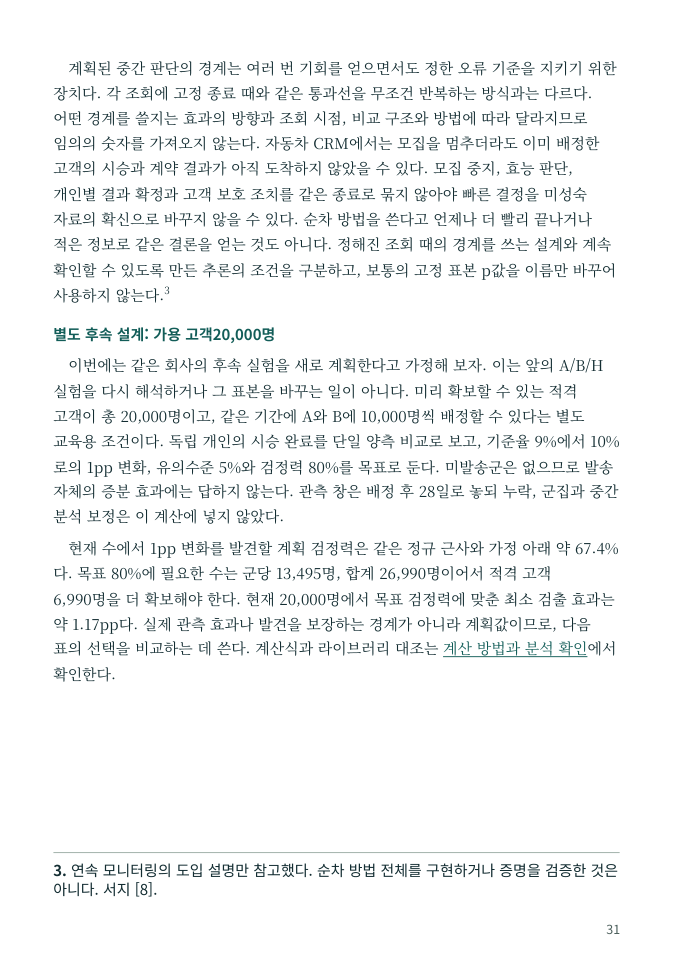 계획된 중간 판단의 경계는 여러 번 기회를 얻으면서도 정한 오류 기준을 지키기 위한
장치다. 각 조회에 고정 종료 때와 같은 통과선을 무조건 반복하는 방식과는 다르다.
어떤 경계를 쓸지는 효과의 방향과 조회 시점, 비교 구조와 방법에 따라 달라지므로
임의의 숫자를 가져오지 않는다. 자동차 CRM에서는 모집을 멈추더라도 이미 배정한
고객의 시승과 계약 결과가 아직 도착하지 않았을 수 있다. 모집 중지, 효능 판단,
개인별 결과 확정과 고객 보호 조치를 같은 종료로 묶지 않아야 빠른 결정을 미성숙
자료의 확신으로 바꾸지 않을 수 있다. 순차 방법을 쓴다고 언제나 더 빨리 끝나거나
적은 정보로 같은 결론을 얻는 것도 아니다. 정해진 조회 때의 경계를 쓰는 설계와 계속
확인할 수 있도록 만든 추론의 조건을 구분하고, 보통의 고정 표본 p값을 이름만 바꾸어
사용하지 않는다.3
별도 후속 설계: 가용 고객20,000명
이번에는 같은 회사의 후속 실험을 새로 계획한다고 가정해 보자. 이는 앞의 A/B/H
실험을 다시 해석하거나 그 표본을 바꾸는 일이 아니다. 미리 확보할 수 있는 적격
고객이 총 20,000명이고, 같은 기간에 A와 B에 10,000명씩 배정할 수 있다는 별도
교육용 조건이다. 독립 개인의 시승 완료를 단일 양측 비교로 보고, 기준율 9%에서 10%
로의 1pp 변화, 유의수준 5%와 검정력 80%를 목표로 둔다. 미발송군은 없으므로 발송
자체의 증분 효과에는 답하지 않는다. 관측 창은 배정 후 28일로 놓되 누락, 군집과 중간
분석 보정은 이 계산에 넣지 않았다.
현재 수에서 1pp 변화를 발견할 계획 검정력은 같은 정규 근사와 가정 아래 약 67.4%
다. 목표 80%에 필요한 수는 군당 13,495명, 합계 26,990명이어서 적격 고객
6,990명을 더 확보해야 한다. 현재 20,000명에서 목표 검정력에 맞춘 최소 검출 효과는
약 1.17pp다. 실제 관측 효과나 발견을 보장하는 경계가 아니라 계획값이므로, 다음
표의 선택을 비교하는 데 쓴다. 계산식과 라이브러리 대조는 계산 방법과 분석 확인에서
확인한다.
3. 연속 모니터링의 도입 설명만 참고했다. 순차 방법 전체를 구현하거나 증명을 검증한 것은
아니다. 서지 [8].
31